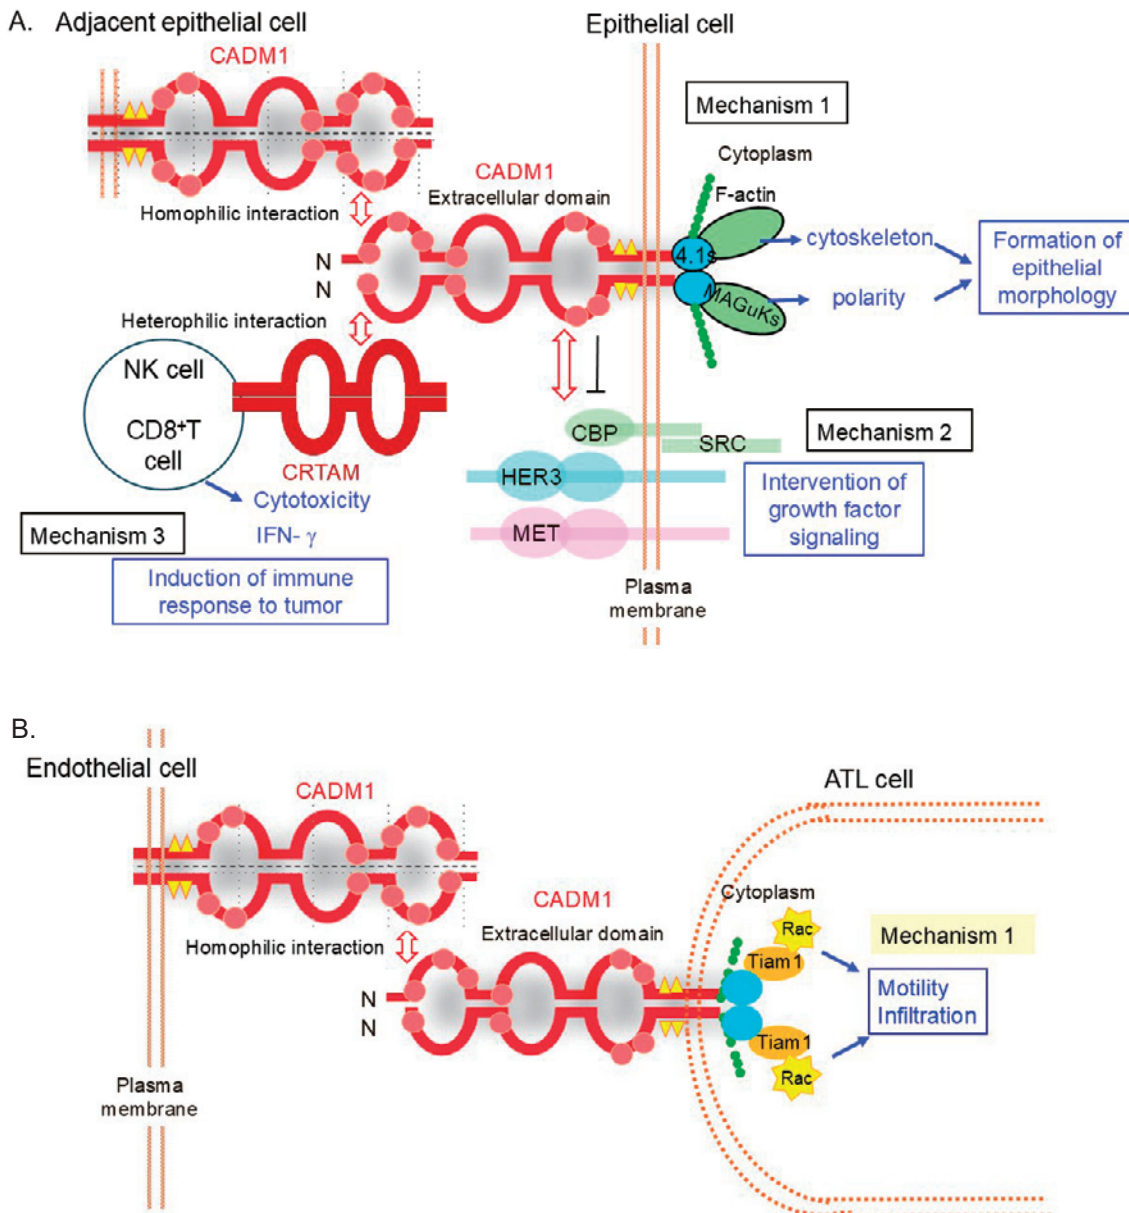 A. Adjacent epithelial cell
CADM1
Epithelial cell
Mechanism 1
Cytoplasm
F-actin
CADM1
Extracellular domain
Homophilic interaction
N
N
4.1s
MAGuKs
cytoskeleton
polarity
Formation of
epithelial
morphology
Heterophilic interaction
NK cell
CD8+T
cell
CRTAM
Cytotoxicity
IFN- γ
Mechanism 3
Induction of immune
response to tumor
CBP
SRC
HER3
MET
Mechanism 2
Intervention of
growth factor
signaling
Plasma
membrane
B.
Endothelial cell
CADM1
ATL cell
Homophilic interaction
CADM1
Extracellular domain
N
N
Cytoplasm
Rac
Tiam1
Tiam1
Rac
Mechanism 1
Motility
Infiltration
Plasma
membrane